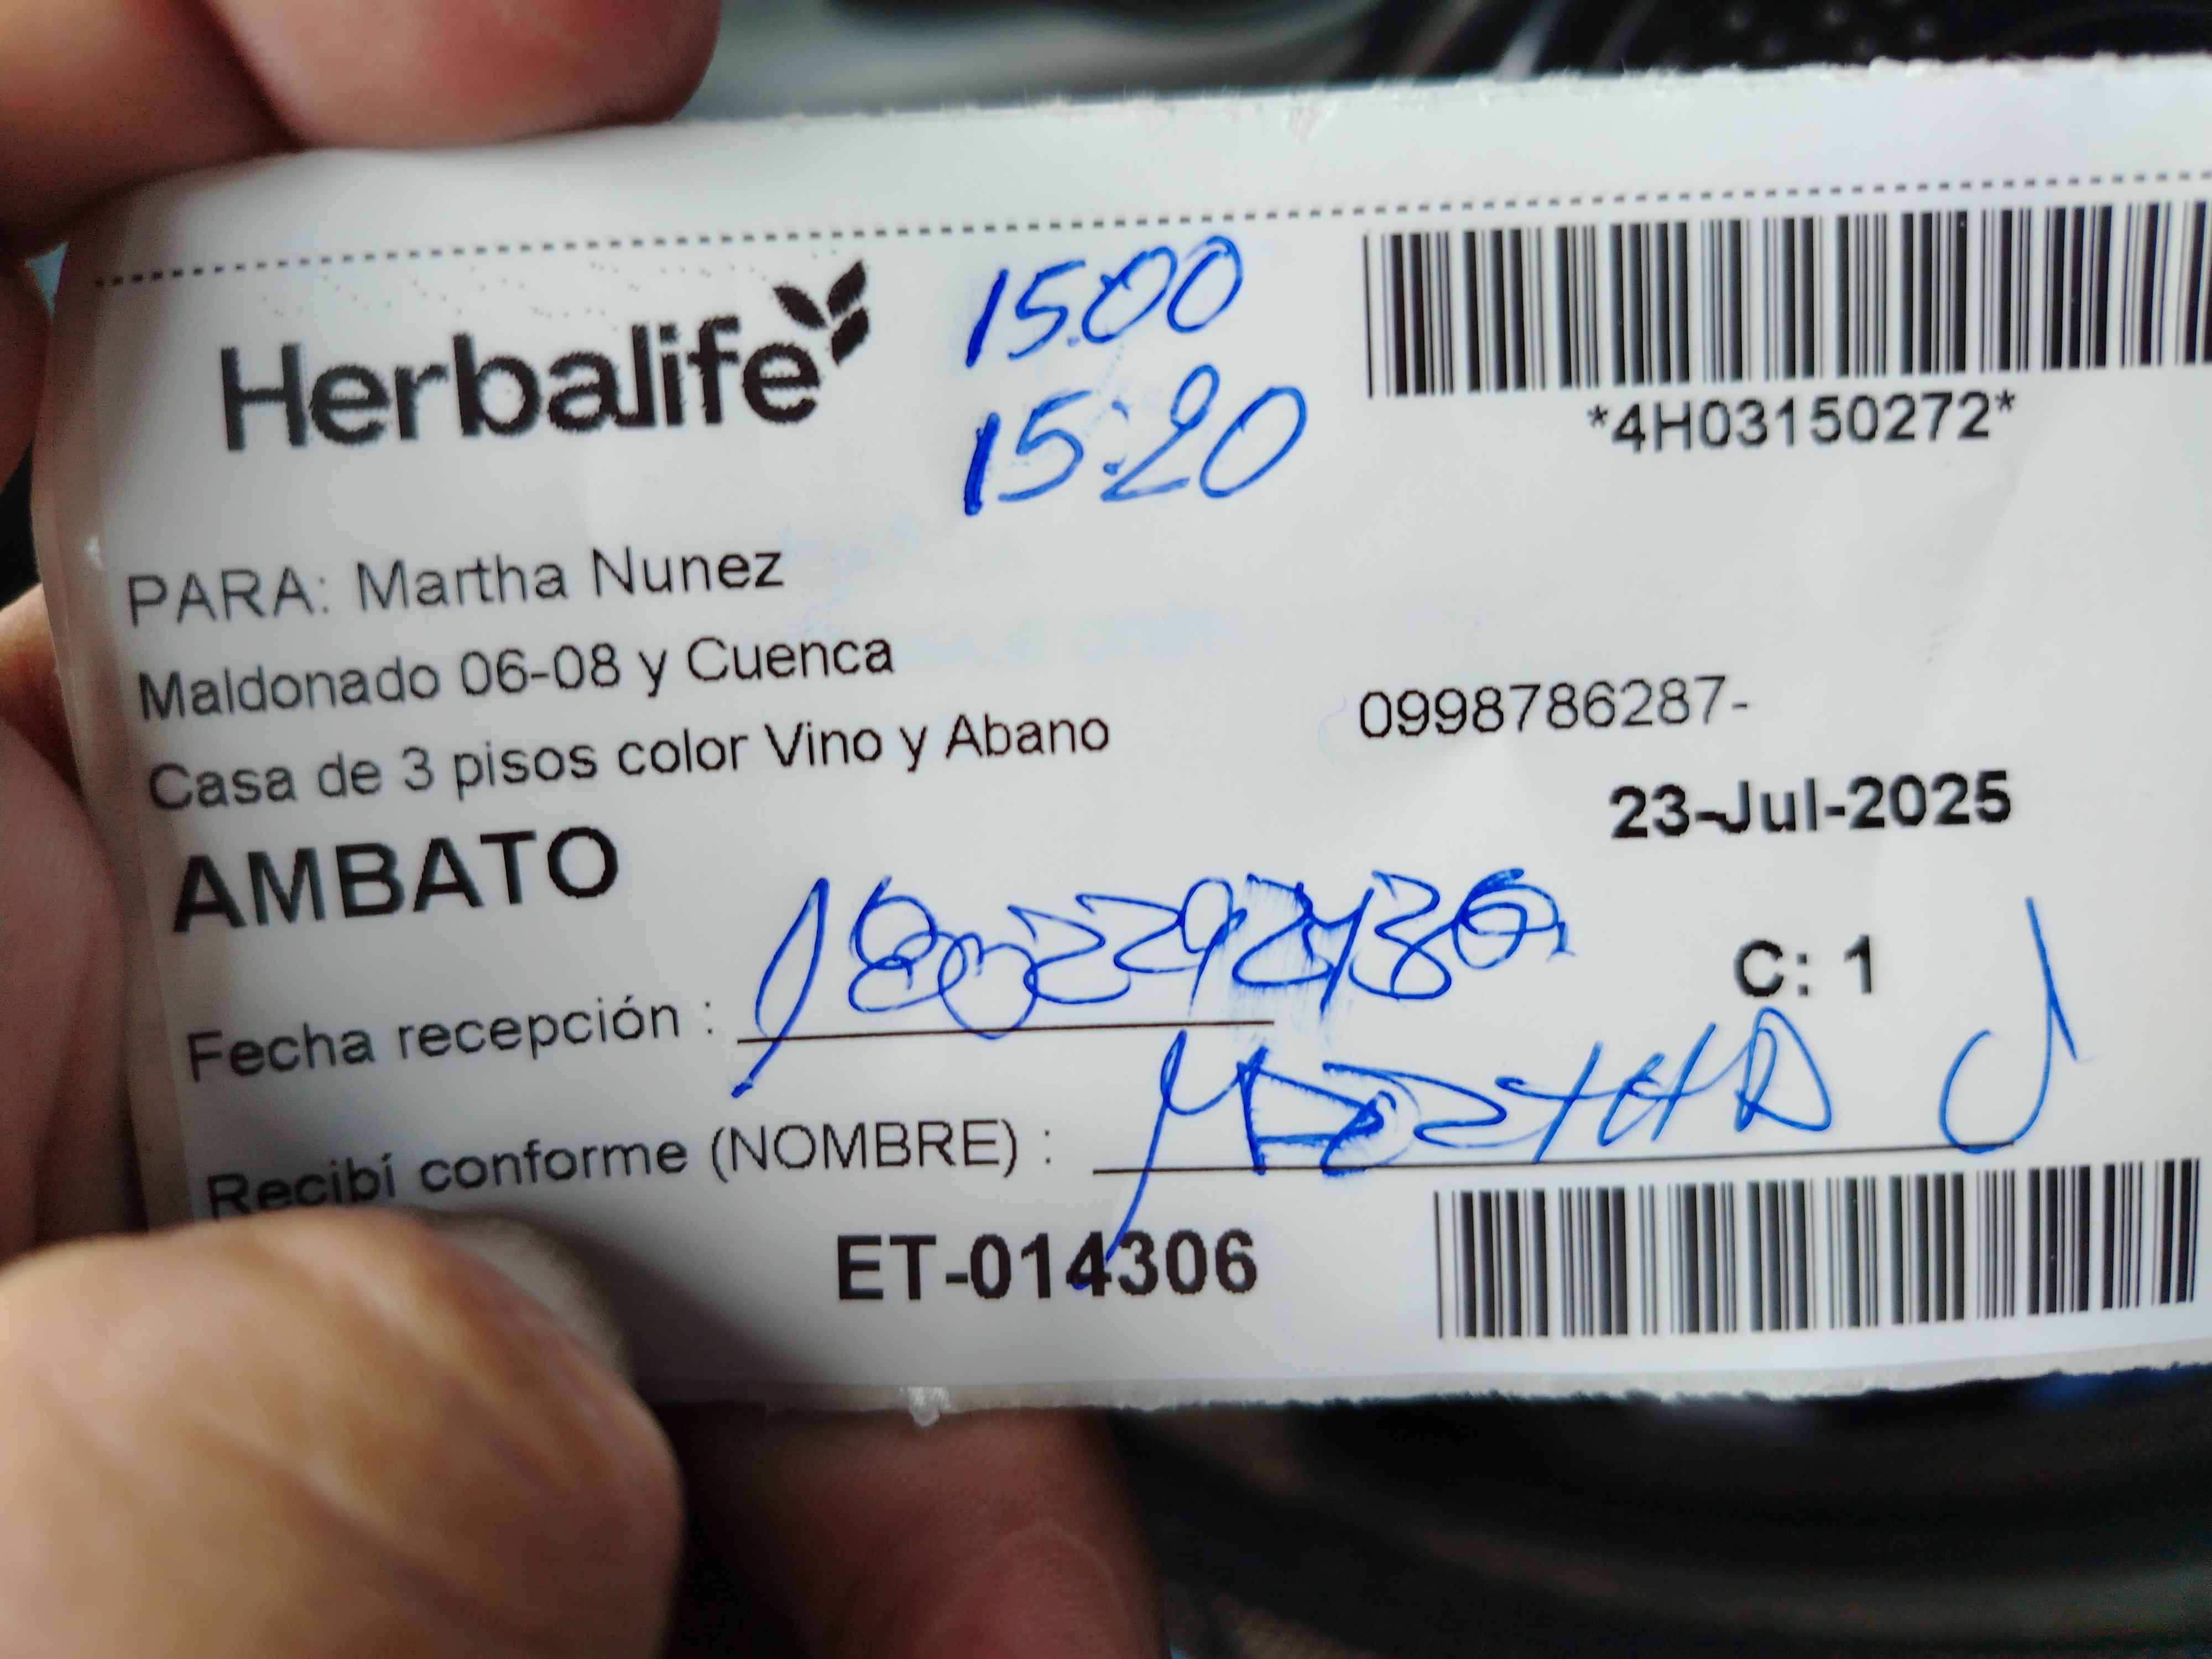 Herbalife
15:00
15:20
*4H03150272*
PARA: Martha Nunez
Maldonado 06-08 y Cuenca
Casa de 3 pisos color Vino y Abano
0998786287-
23-Jul-2025
AMBATO
C: 1
Fecha recepción :
Recibí conforme (NOMBRE) :
ET-014306